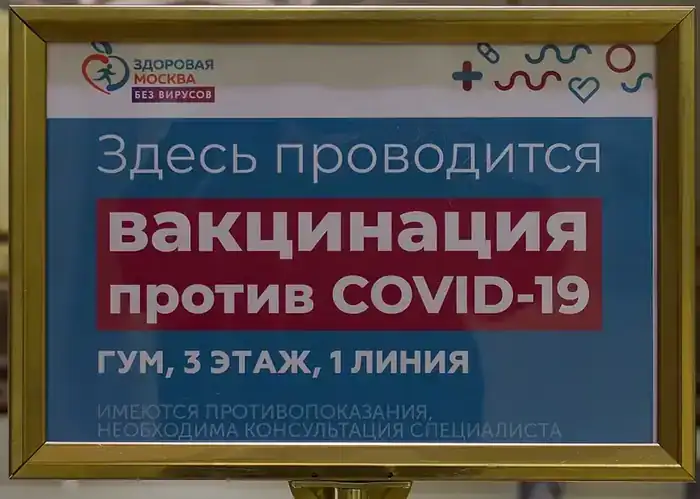 ЗДОРОВАЯ
МОСКВА
БЕЗ ВИРУСОВ
Здесь проводится
вакцинация
против COVID-19
ГУМ, 3 ЭТАЖ, 1 ЛИНИЯ
ИМЕЮТСЯ ПРОТИВОПОКАЗАНИЯ,
НЕОБХОДИМА КОНСУЛЬТАЦИЯ СПЕЦИАЛИСТА